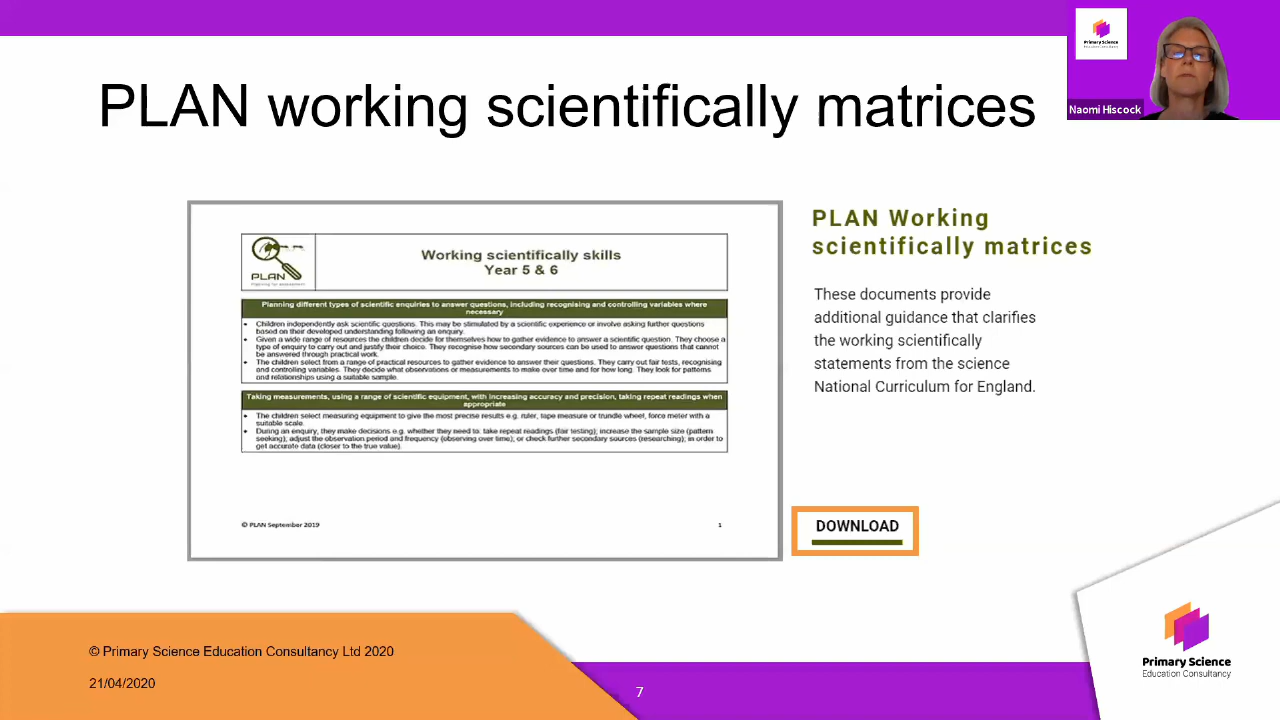 PLAN working scientifically matrices
Primary Science
Naomi Hiscock
PLAN
Working scientifically skills
Year 5 & 6
Planning different types of scientific enquiries to answer questions, including recognising and controlling variables where
necessary
• Children independently ask scientific questions. This may be stimulated by a scientific experience or involve asking further questions
based on their developed understanding following an enquiry.
• Given a wide range of resources the children decide for themselves how to gather evidence to answer a scientific question. They choose a
type of enquiry to carry out and justify their choice. They recognise how secondary sources can be used to answer questions that cannot
be answered through practical work.
• The children select from a range of practical resources to gather evidence to answer their questions. They carry out fair tests, recognising
and controlling variables. They decide what observations or measurements to make over time and for how long. They look for patterns
and relationships using a suitable sample.
Taking measurements, using a range of scientific equipment, with increasing accuracy and precision, taking repeat readings when
appropriate
• The children select measuring equipment to give the most precise results e.g. ruler, tape measure or trundle wheel, force meter with a
suitable scale.
• During an enquiry, they make decisions e.g. whether they need to: take repeat readings (fair testing); increase the sample size (pattern
seeking); adjust the observation period and frequency (observing over time); or check further secondary sources (researching); in order to
get accurate data (closer to the true value).
© PLAN September 2019
1
PLAN Working
scientifically matrices
These documents provide
additional guidance that clarifies
the working scientifically
statements from the science
National Curriculum for England.
DOWNLOAD
© Primary Science Education Consultancy Ltd 2020
21/04/2020
7
Primary Science
Education Consultancy